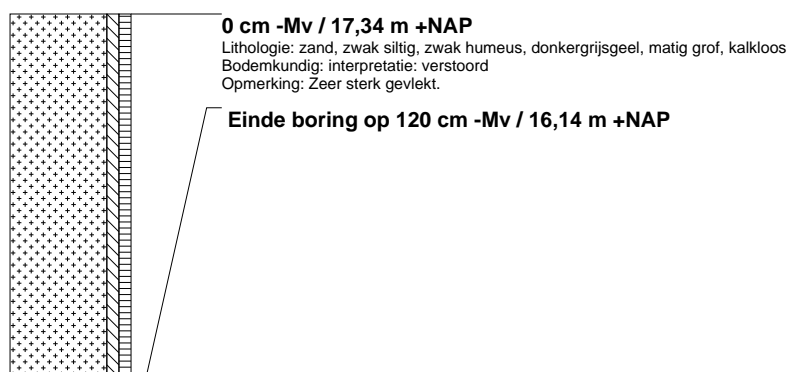 0 cm -Mv / 17,34 m +NAP
Lithologie: zand, zwak siltig, zwak humeus, donkergrijsgeel, matig grof, kalkloos
Bodemkundig: interpretatie: verstoord
Opmerking: Zeer sterk gevlekt.
Einde boring op 120 cm -Mv / 16,14 m +NAP